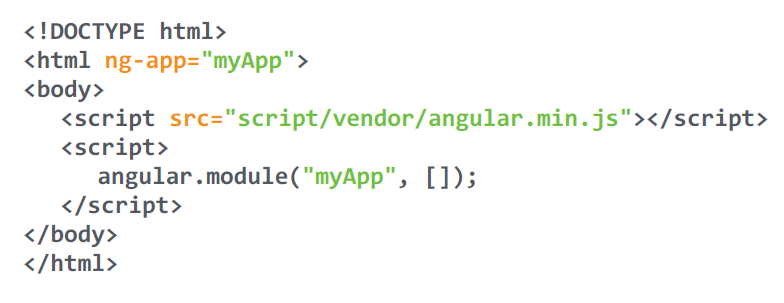 <!DOCTYPE html>
<html ng-app="myApp">
<body>
<script src="script/vendor/angular.min.js"></script>
<script>
angular.module("myApp", []);
</script>
</body>
</html>